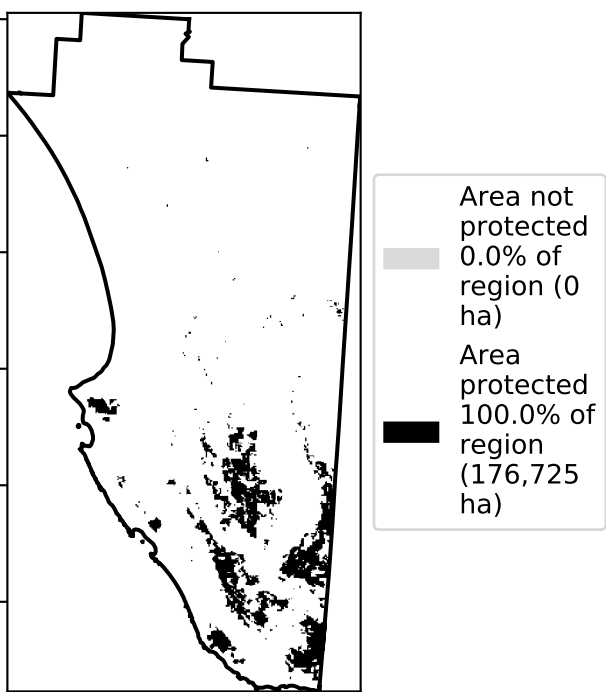 Area not
protected
0.0% of
region (0
ha)
Area
protected
100.0% of
region
(176,725
ha)